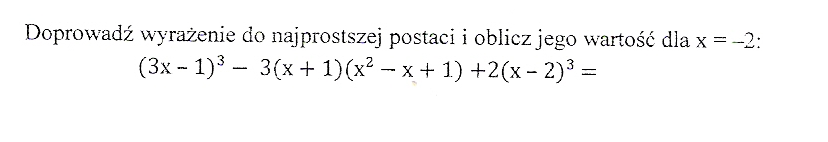 Doprowadź wyrażenie do najprostszej postaci i oblicz jego wartość dla x = –2:
(3x – 1)³ – 3(x + 1)(x² – x + 1) +2(x – 2)³ =